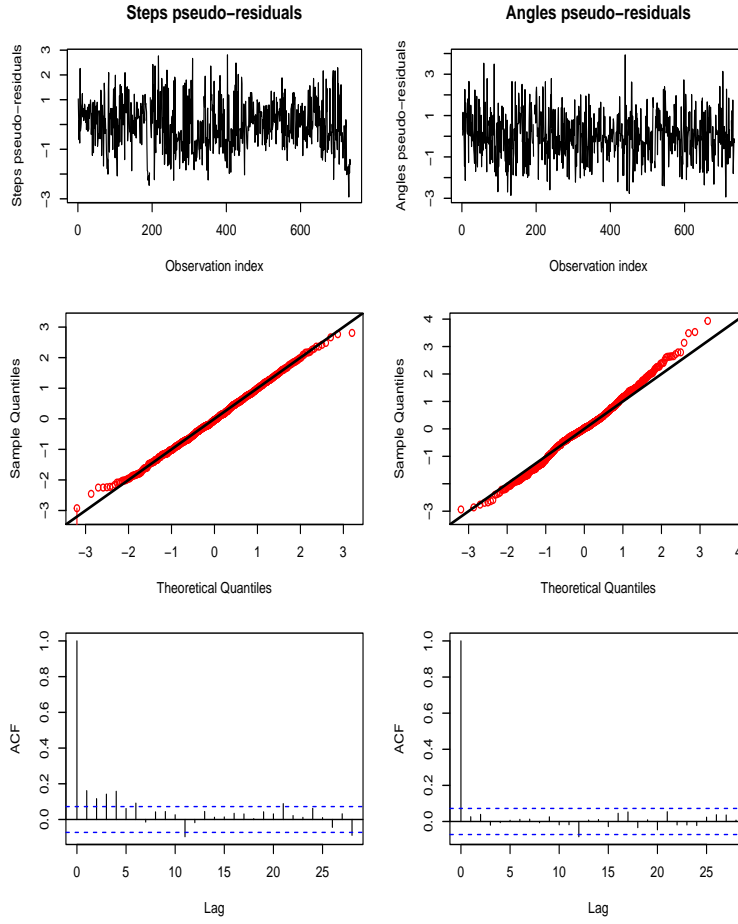 Steps pseudo−residuals
Angles pseudo−residuals
Steps pseudo−residuals
−3 −1 1 2 3
0 200 400 600
Observation index
Angles pseudo−residuals
−3 −1 1 3
0 200 400 600
Observation index
Sample Quantiles
−3 −2 −1 0 1 2 3
−3 −2 −1 0 1 2 3
Theoretical Quantiles
Sample Quantiles
−3 −2 −1 0 1 2 3 4
−3 −2 −1 0 1 2 3 4
Theoretical Quantiles
ACF
0.0 0.2 0.4 0.6 0.8 1.0
0 5 10 15 20 25
Lag
ACF
0.0 0.2 0.4 0.6 0.8 1.0
0 5 10 15 20 25
Lag